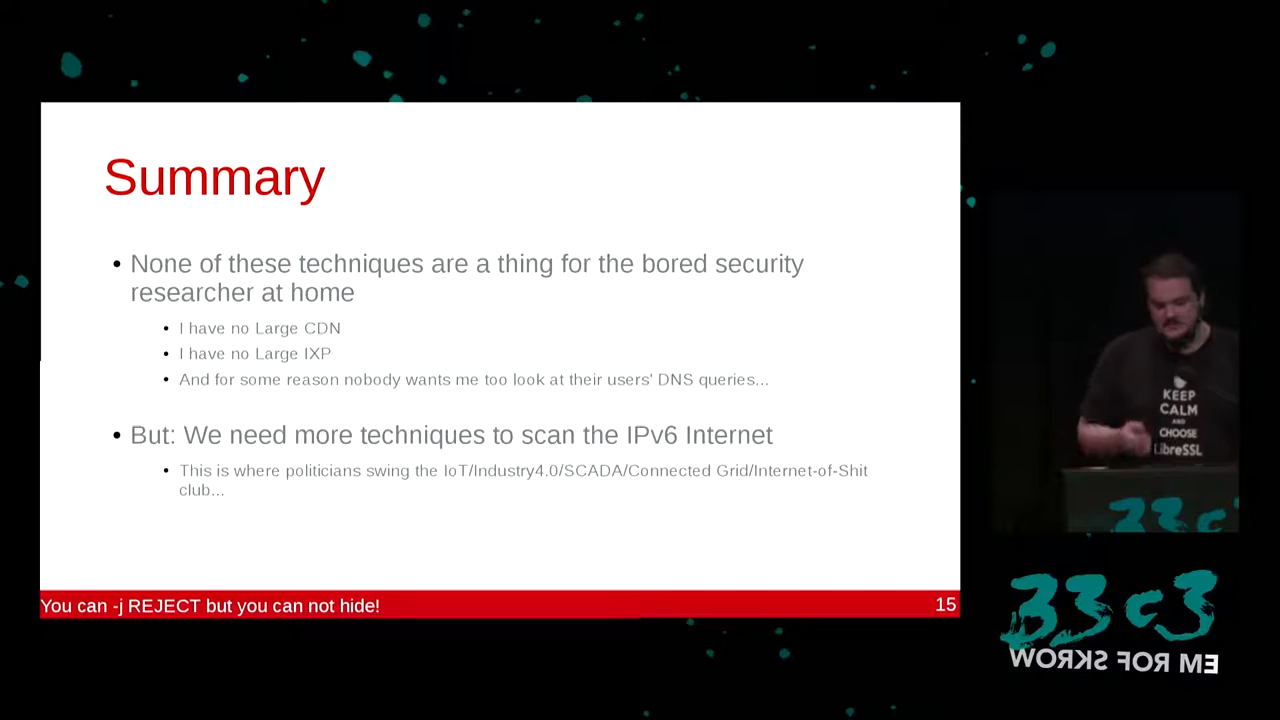 Summary
• None of these techniques are a thing for the bored security
researcher at home
• I have no Large CDN
• I have no Large IXP
• And for some reason nobody wants me too look at their users' DNS queries...
• But: We need more techniques to scan the IPv6 Internet
• This is where politicians swing the IoT/Industry4.0/SCADA/Connected Grid/Internet-of-Shit
club...
You can -j REJECT but you can not hide!
15
KEEP
CALM
AND
CHOOSE
LibreSSL
33c3
33c3
WORKS FOR ME